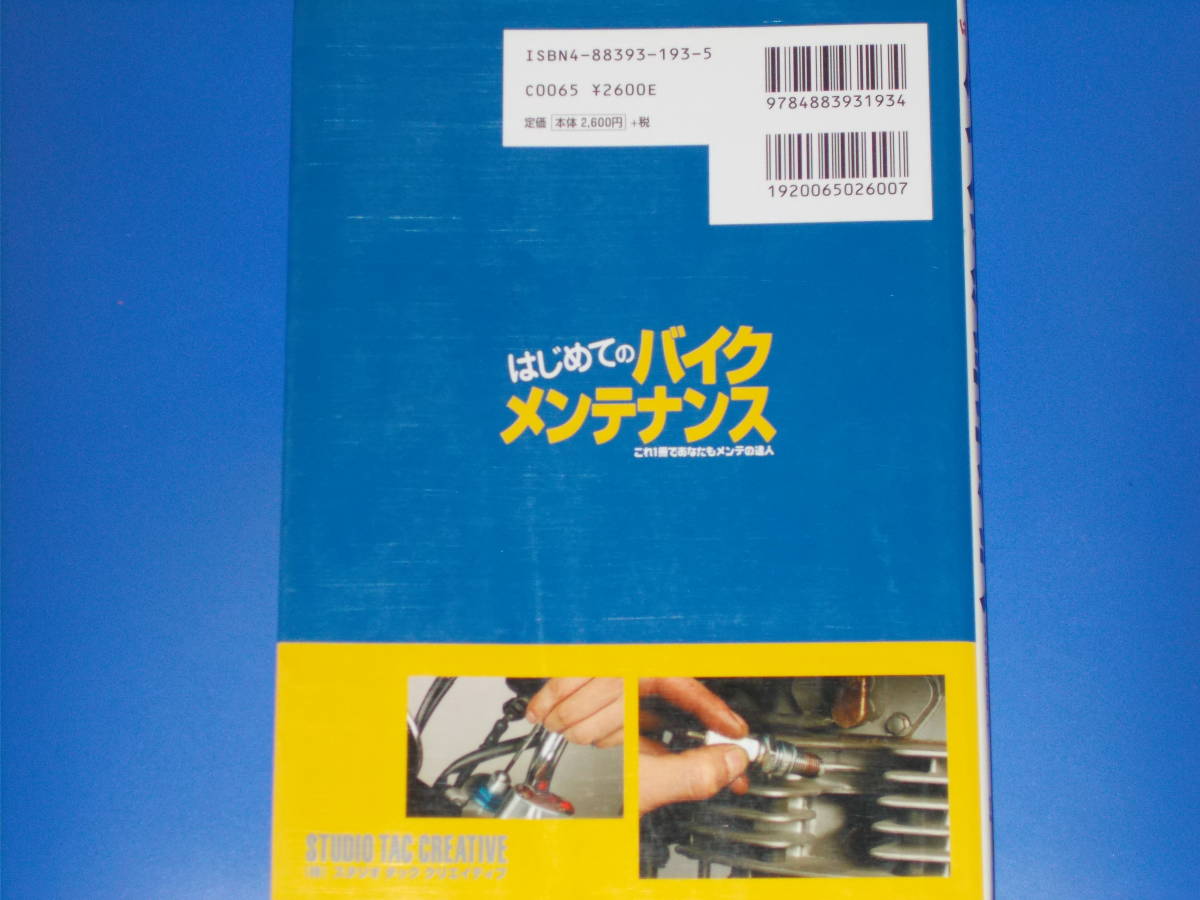 ISBN4-88393-193-5
C0065 ¥2600E
定価 本体 2,600円 +税
9784883931934
1920065026007
はじめてのバイク
メンテナンス
これ1冊であなたもメンテの達人
STUDIO TAC CREATIVE
(株) スタジオ タック クリエイティブ